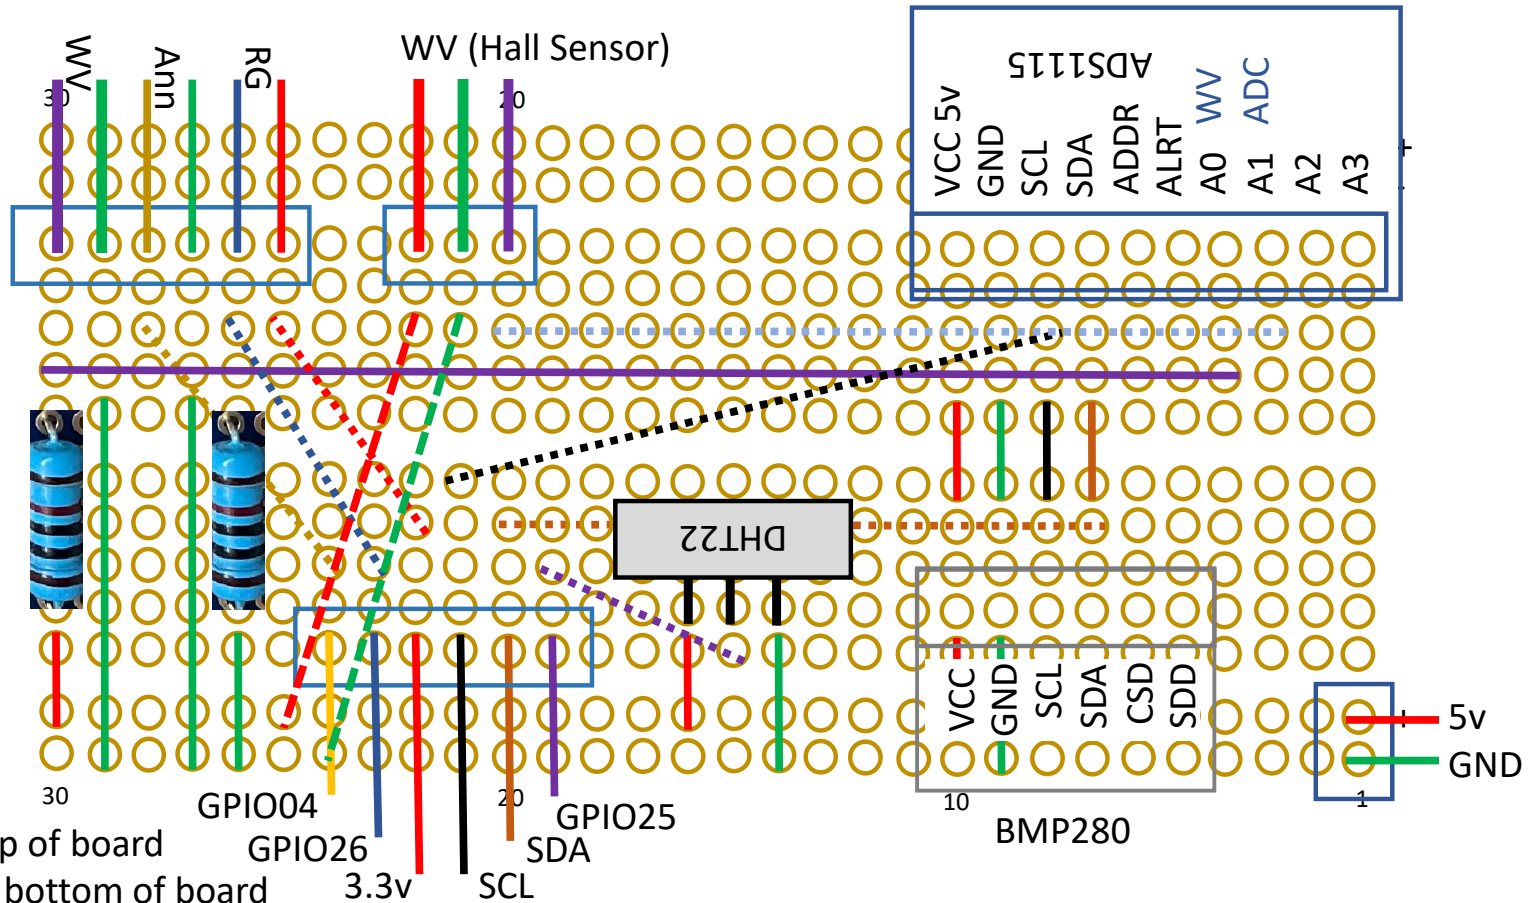 WV
Ann
RG
WV (Hall Sensor)
30
20
ADS1115
VCC 5v
GND
SCL
SDA
ADDR
ALRT
A0
WV
A1
ADC
A2
A3
+
-
DHT22
VCC
GND
SCL
SDA
CSD
SDD
+
5v
GND
30
20
10
1
GPIO04
GPIO25
BMP280
GPIO26
SDA
3.3v
SCL
p of board
bottom of board